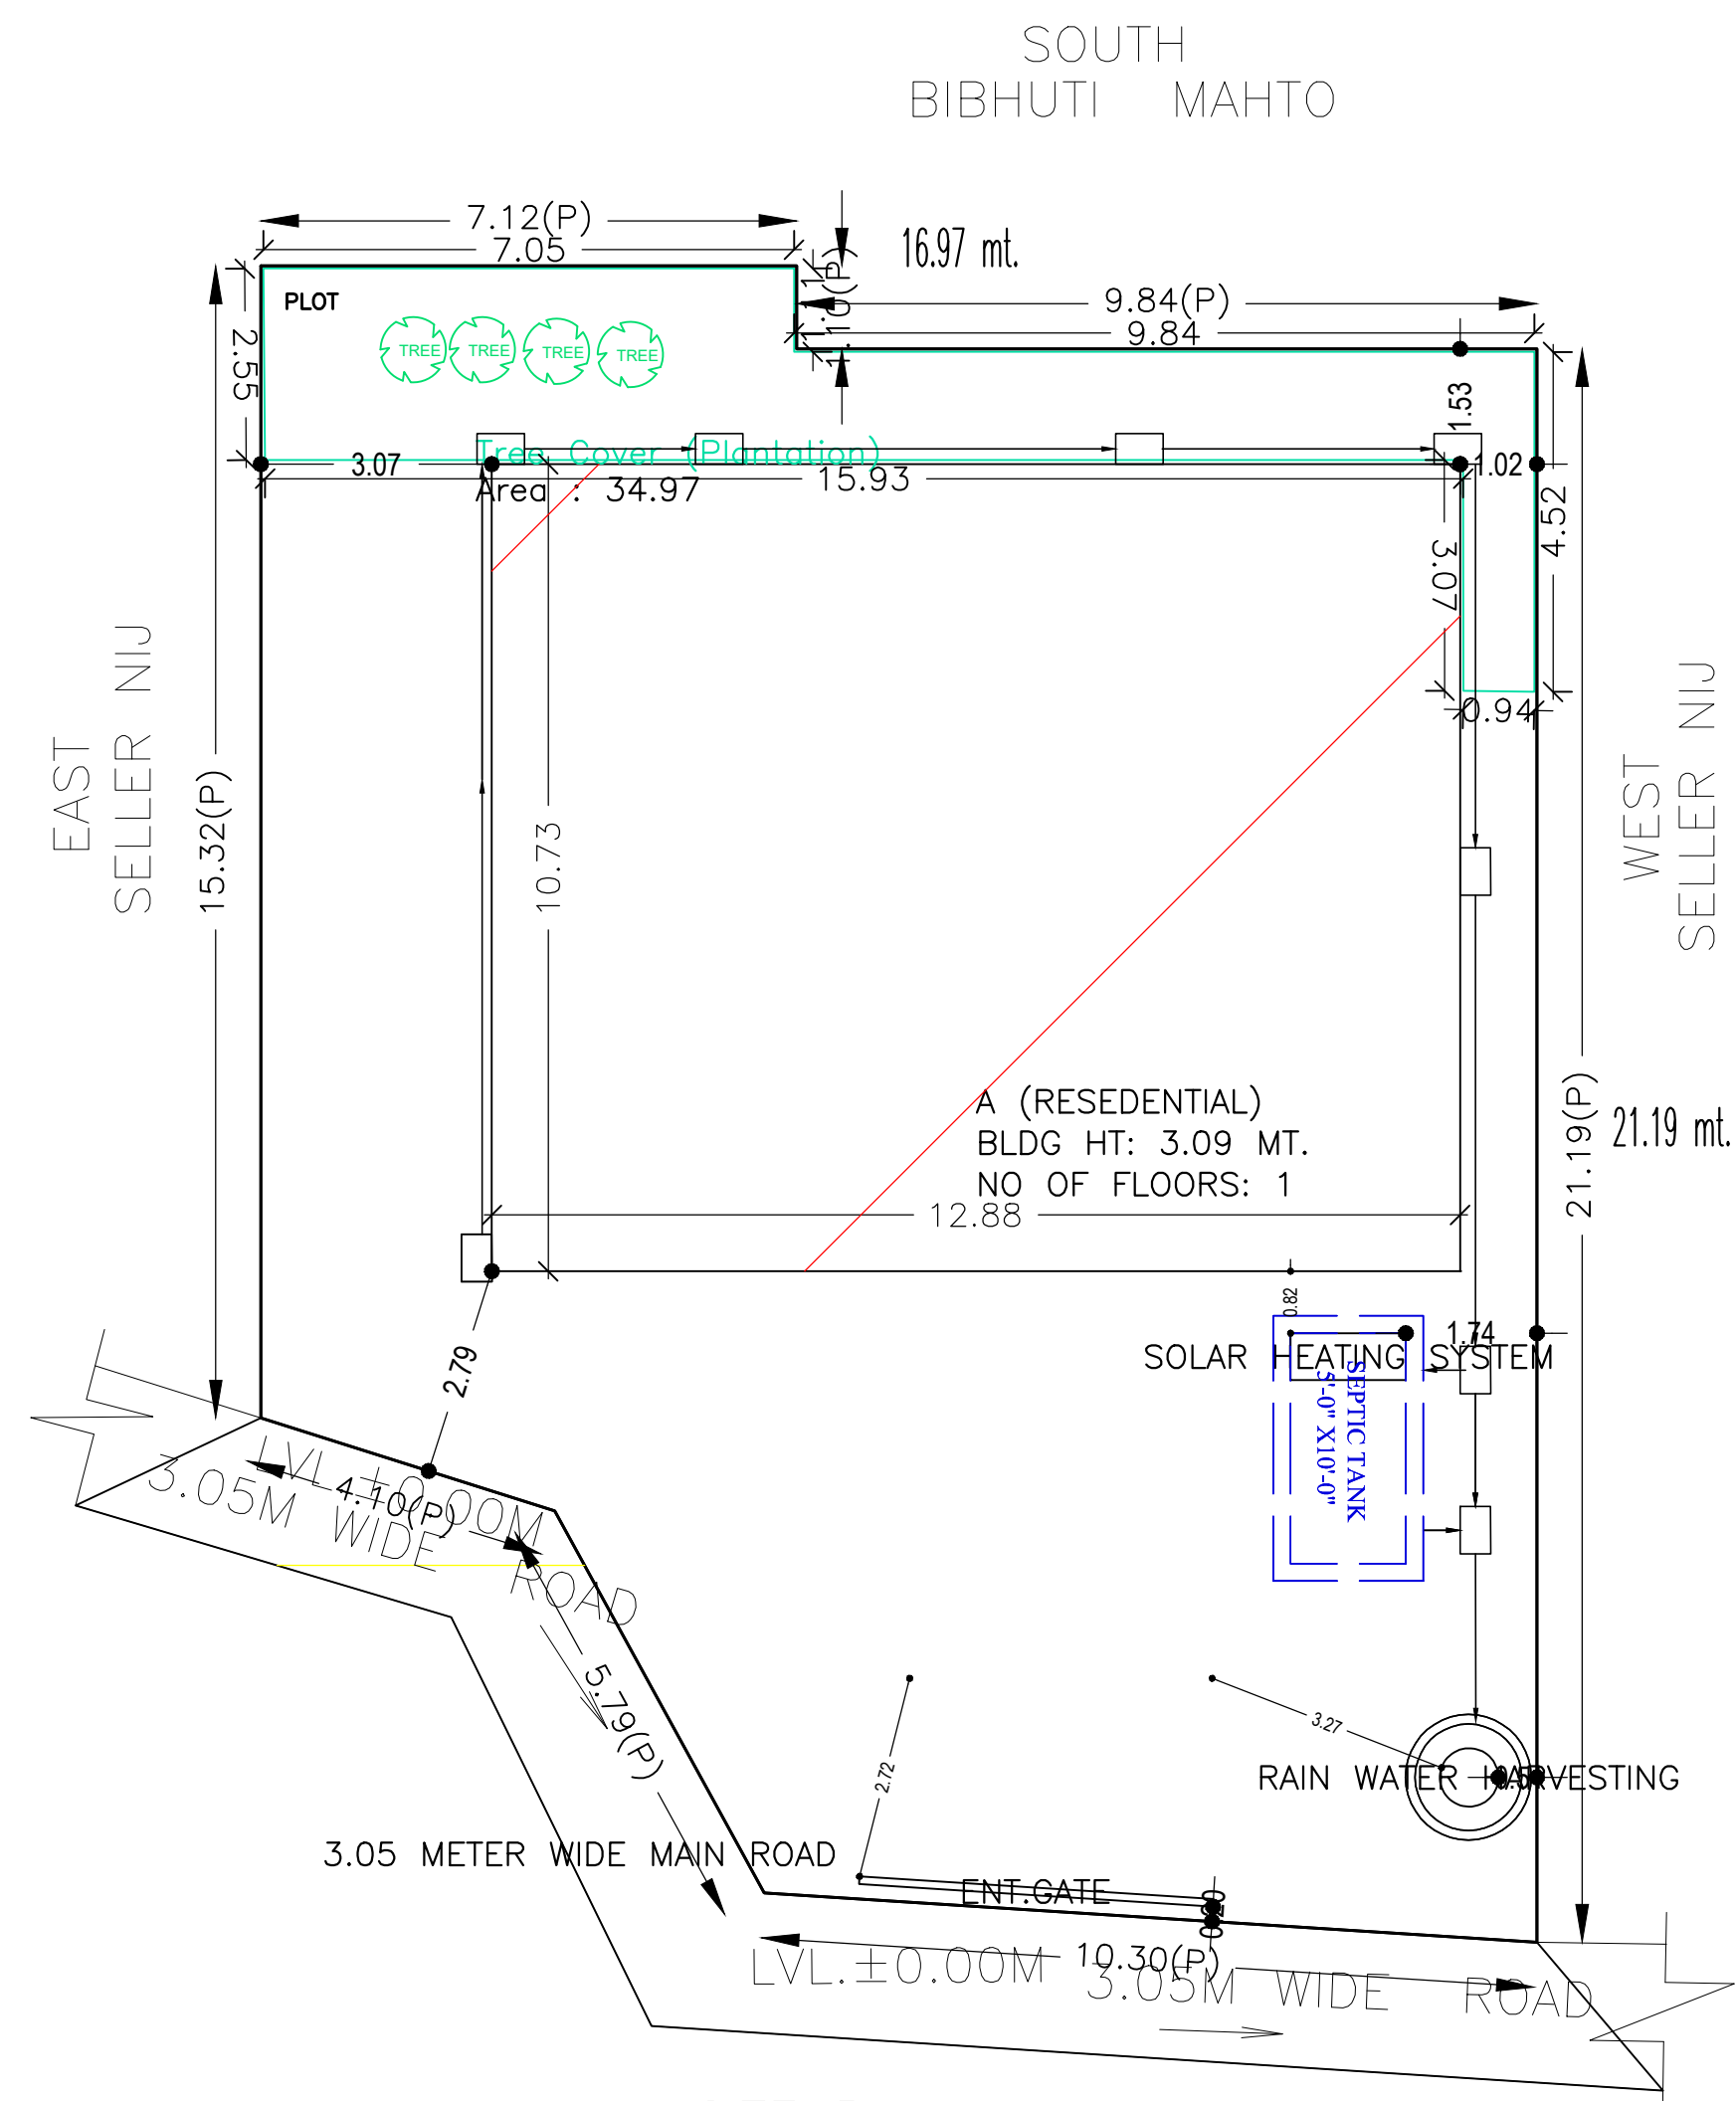 SOUTH
BIBHUTI MAHTO
7.12(P)
7.05
16.97 mt.
1.10(P)
9.84(P)
9.84
PLOT
TREE
TREE
TREE
TREE
2.55
1.53
Tree Cover (Plantation)
3.07
1.02
15.93
Area : 34.97
4.52
3.07
0.94
EAST
SELLER NIJ
WEST
SELLER NIJ
15.32(P)
10.73
A (RESEDENTIAL)
BLDG HT: 3.09 MT.
NO OF FLOORS: 1
12.88
21.19(P)
21.19 mt.
0.82
1.74
2.79
SOLAR HEATING SYSTEM
SEPTIC TANK
5'-0" X10'-0"
LVL.±0.00M
4.10(P)
3.05M WIDE ROAD
5.79(P)
3.27
2.72
RAIN WATER HARVESTING
3.05 METER WIDE MAIN ROAD
ENT.GATE
10.30(P)
LVL.±0.00M 3.05M WIDE ROAD